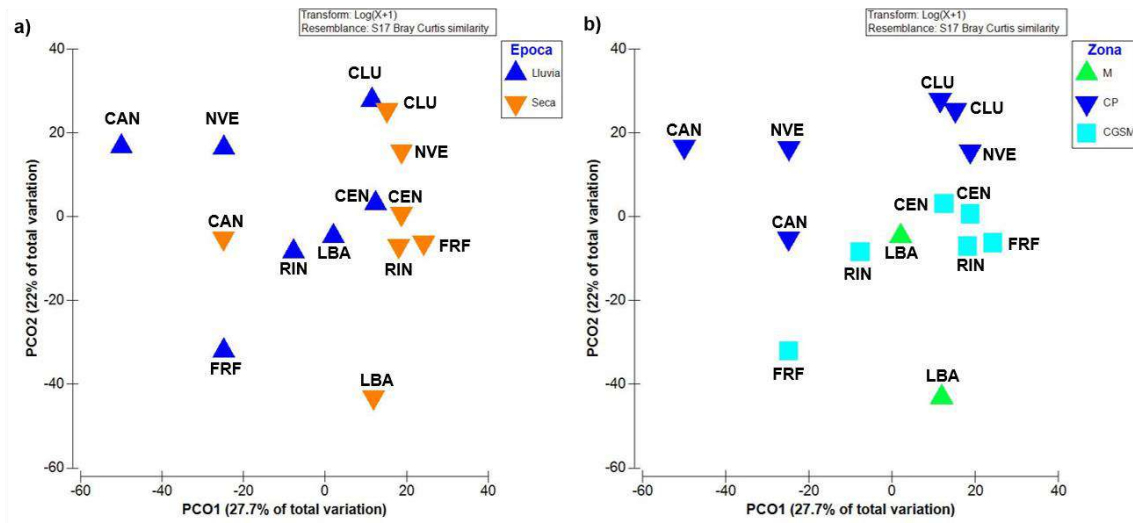 a)
Transform: Log(X+1)
Resemblance: S17 Bray Curtis similarity
Epoca
Lluvia
Seca
40
20
0
-20
-40
-60
PCO2 (22% of total variation)
CLU
CLU
CAN
NVE
NVE
CEN
CEN
CAN
LBA
RIN
RIN
FRF
FRF
LBA
-60
-40
-20
0
20
40
PCO1 (27.7% of total variation)
b)
Transform: Log(X+1)
Resemblance: S17 Bray Curtis similarity
Zona
M
CP
CGSM
40
20
0
-20
-40
-60
PCO2 (22% of total variation)
CLU
CLU
CAN
NVE
NVE
CEN
CEN
CAN
LBA
RIN
RIN
FRF
FRF
LBA
-60
-40
-20
0
20
40
PCO1 (27.7% of total variation)